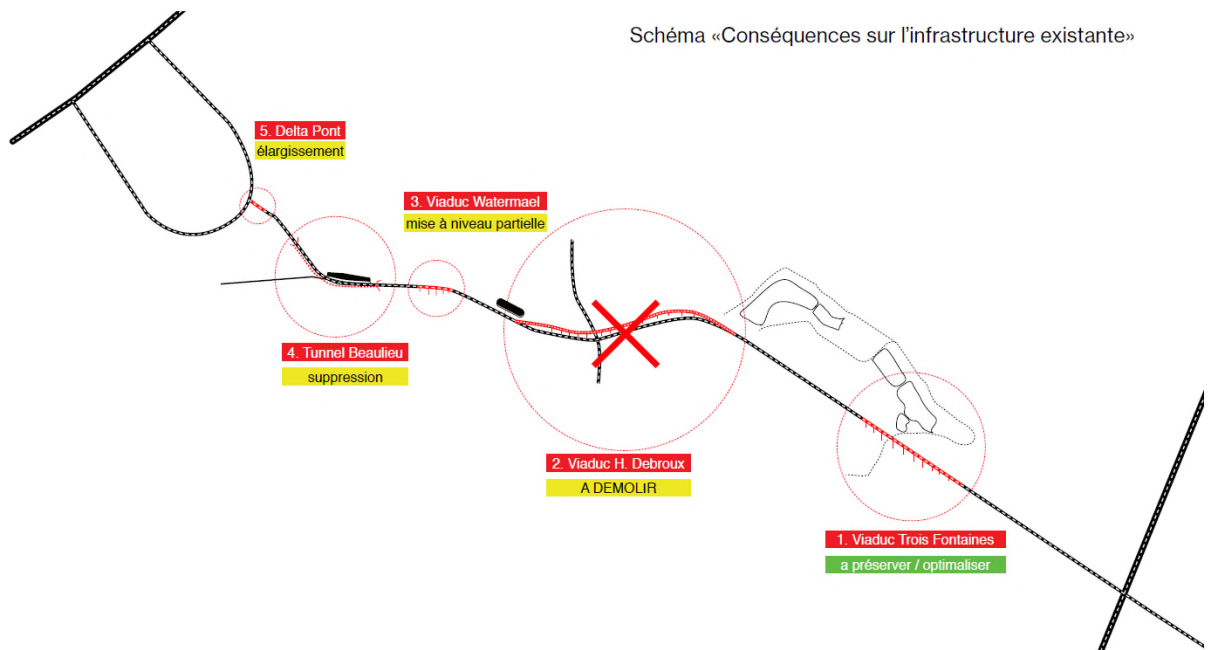 Schéma «Conséquences sur l'infrastructure existante»
5. Delta Pont
élargissement
3. Viaduc Watermael
mise à niveau partielle
4. Tunnel Beaulieu
suppression
2. Viaduc H. Debroux
A DEMOLIR
1. Viaduc Trois Fontaines
a préserver / optimaliser